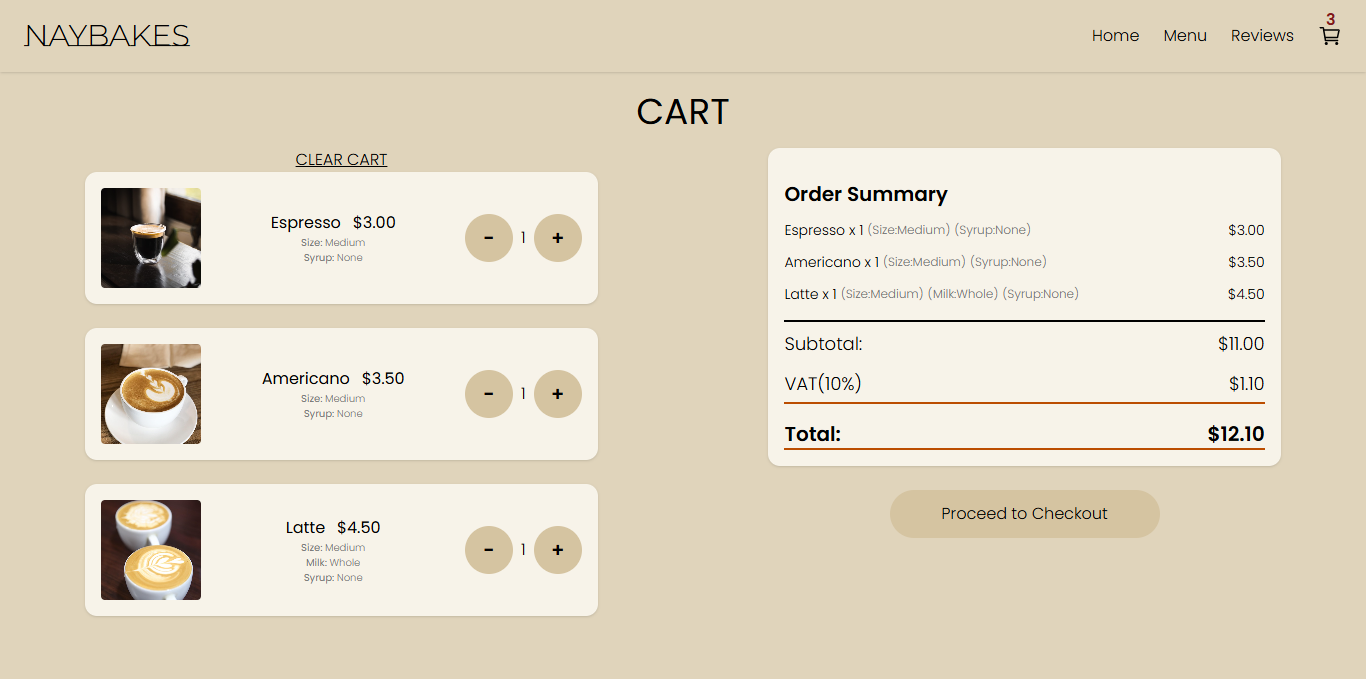 NAYBAKES
Home Menu Reviews 3
CART
CLEAR CART
Espresso $3.00
Size: Medium
Syrup: None
- 1 +
Americano $3.50
Size: Medium
Syrup: None
- 1 +
Latte $4.50
Size: Medium
Milk: Whole
Syrup: None
- 1 +
Order Summary
Espresso x 1 (Size:Medium) (Syrup:None) $3.00
Americano x 1 (Size:Medium) (Syrup:None) $3.50
Latte x 1 (Size:Medium) (Milk:Whole) (Syrup:None) $4.50
Subtotal: $11.00
VAT(10%) $1.10
Total: $12.10
Proceed to Checkout